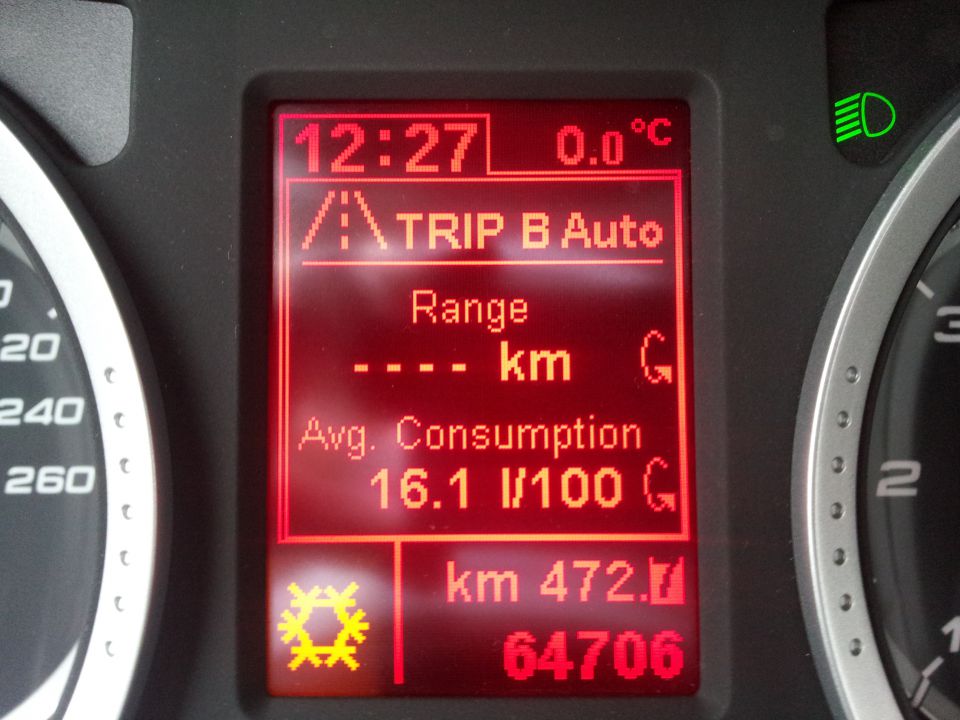 12:27 0.0 °C
TRIP B Auto
Range
---- km
Avg. Consumption
16.1 l/100
km 472.7
64706
20
240
260
3
2
1